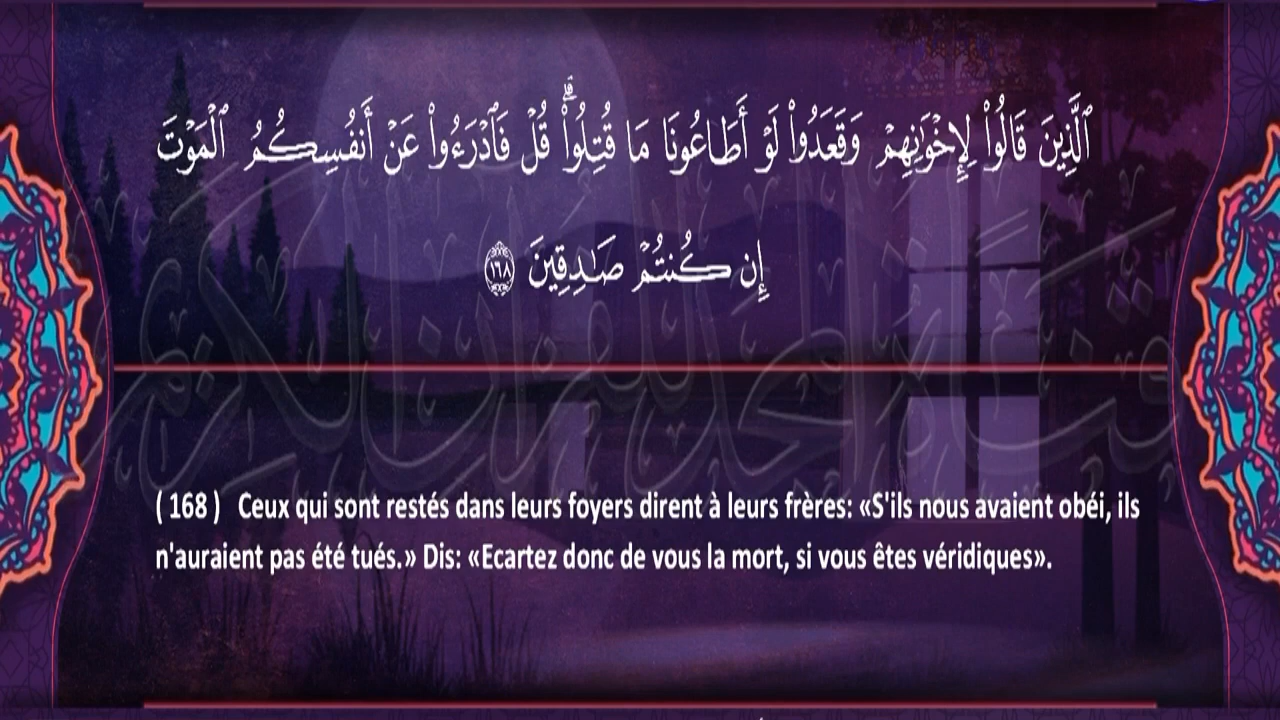 ٱلَّذِينَ قَالُوا۟ لِإِخْوَٰنِهِمْ وَقَعَدُوا۟ لَوْ أَطَاعُونَا مَا قُتِلُوا۟ۗ قُلْ فَٱدْرَءُوا۟ عَنْ أَنفُسِكُمُ ٱلْمَوْتَ
إِن كُنتُمْ صَٰدِقِينَ ١٦٨
( 168 ) Ceux qui sont restés dans leurs foyers dirent à leurs frères: «S'ils nous avaient obéi, ils
n'auraient pas été tués.» Dis: «Ecartez donc de vous la mort, si vous êtes véridiques».